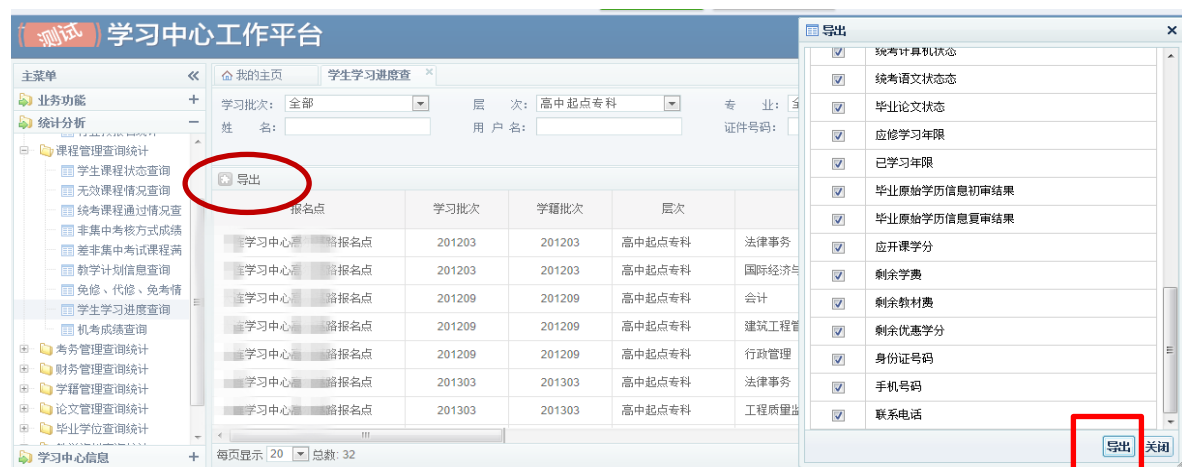 测试 学习中心工作平台
主菜单
业务功能
统计分析
课程管理查询统计
学生课程状态查询
无效课程情况查询
统考课程通过情况查
非集中考核方式成绩
差非集中考试课程满
教学计划信息查询
免修、代修、免考情
学生学习进度查询
机考成绩查询
考务管理查询统计
财务管理查询统计
学籍管理查询统计
论文管理查询统计
毕业学位查询统计
学习中心信息
我的主页 学生学习进度查
学习批次: 全部 层 次: 高中起点专科 专 业:
姓 名: 用 户 名: 证件号码:
导出
报名点 学习批次 学籍批次 层次
学习中心 路报名点 201203 201203 高中起点专科 法律事务
学习中心 路报名点 201203 201203 高中起点专科 国际经济与
学习中心 路报名点 201209 201209 高中起点专科 会计
学习中心 路报名点 201209 201209 高中起点专科 建筑工程管
学习中心 路报名点 201209 201209 高中起点专科 行政管理
学习中心 路报名点 201303 201303 高中起点专科 法律事务
学习中心 路报名点 201303 201303 高中起点专科 工程质量监
每页显示 20 总数: 32
导出
统考计算机状态
统考语文状态态
毕业论文状态
应修学习年限
已学习年限
毕业原始学历信息初审结果
毕业原始学历信息复审结果
应开课学分
剩余学费
剩余教材费
剩余优惠学分
身份证号码
手机号码
联系电话
导出 关闭